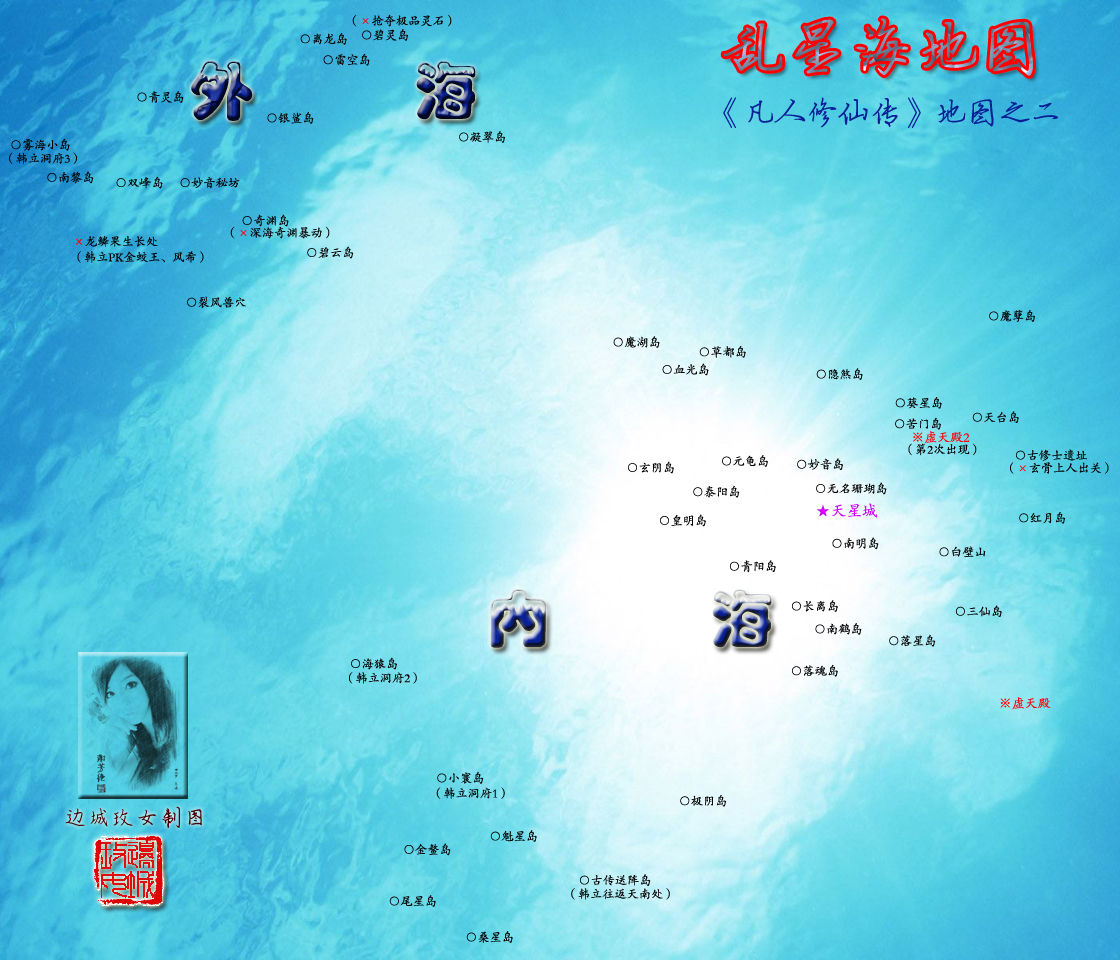 乱星海地图
《凡人修仙传》地图之二
外海
(×抢夺极品灵石)
○离龙岛
○碧灵岛
○雷空岛
○青灵岛
○银鲨岛
○凝翠岛
○雾海小岛
(韩立洞府3)
○南黎岛
○双峰岛
○妙音秘坊
○奇渊岛
(×深海奇渊暴动)
×龙鳞果生长处
(韩立PK金蛟王、风希)
○碧云岛
○裂风兽穴
○魔孽岛
○魔湖岛
○草都岛
○血光岛
○隐煞岛
○葵星岛
○天台岛
○苦门岛
※虚天殿2
(第2次出现)
○古修士遗址
(×玄骨上人出关)
○玄阴岛
○元龟岛
○妙音岛
○泰阳岛
○无名珊瑚岛
★天星城
○皇明岛
○红月岛
○南明岛
○白壁山
○青阳岛
内海
○长离岛
○三仙岛
○南鹤岛
○落星岛
○海猿岛
(韩立洞府2)
○落魂岛
※虚天殿
○小寰岛
(韩立洞府1)
○极阴岛
边城玫女制图
○魁星岛
○金鳌岛
○古传送阵岛
(韩立往返天南处)
○尾星岛
○桑星岛